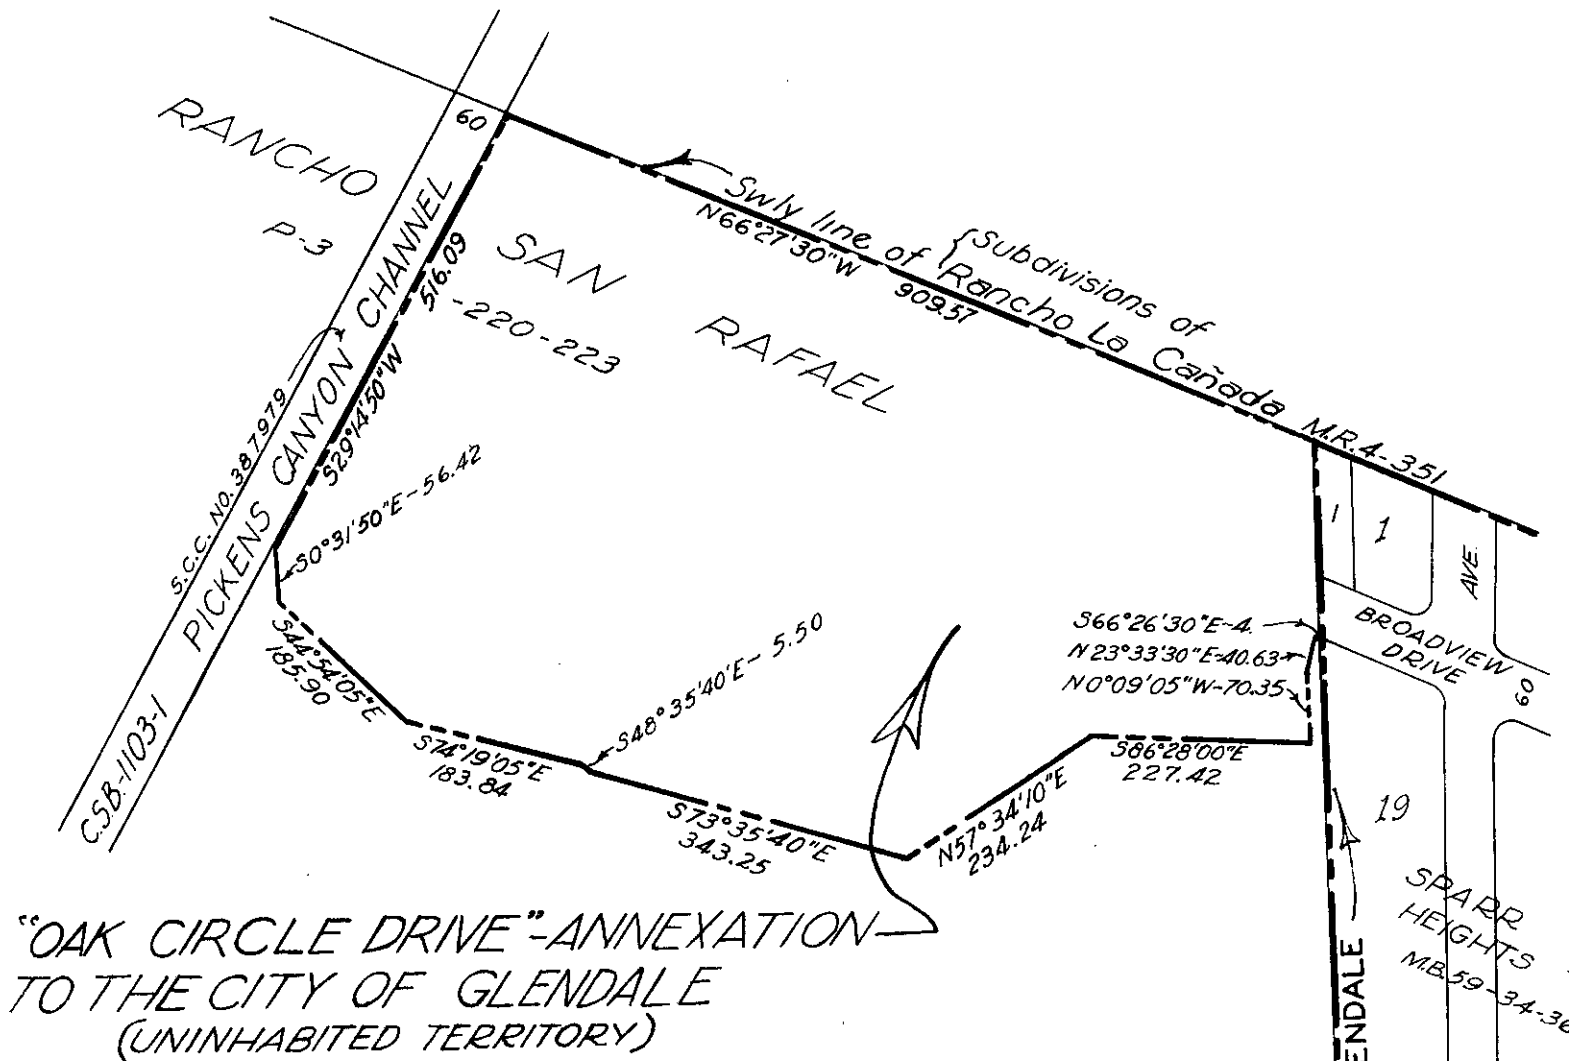 60
RANCHO
P-3
SAN
-220-223
RAFAEL
Swly line of { Subdivisions of
Rancho La Cañada
M.R.4-351
N66°27'30"W
909.57
PICKENS CANYON CHANNEL
516.09
S29°14'50"W
S.C.C. NO. 387979
C.S.B.-1103-1
S0°31'50"E-56.42
S44°54'05"E
185.90
S74°19'05"E
183.84
S48°35'40"E-5.50
S73°35'40"E
343.25
N57°34'10"E
234.24
S86°28'00"E
227.42
S66°26'30"E-4.
N23°33'30"E-40.63
N0°09'05"W-70.35
1
1
AVE.
BROADVIEW
DRIVE
60
19
SPARR
HEIGHTS
M.B.59-34-36
ENDALE
"OAK CIRCLE DRIVE"-ANNEXATION
TO THE CITY OF GLENDALE
(UNINHABITED TERRITORY)